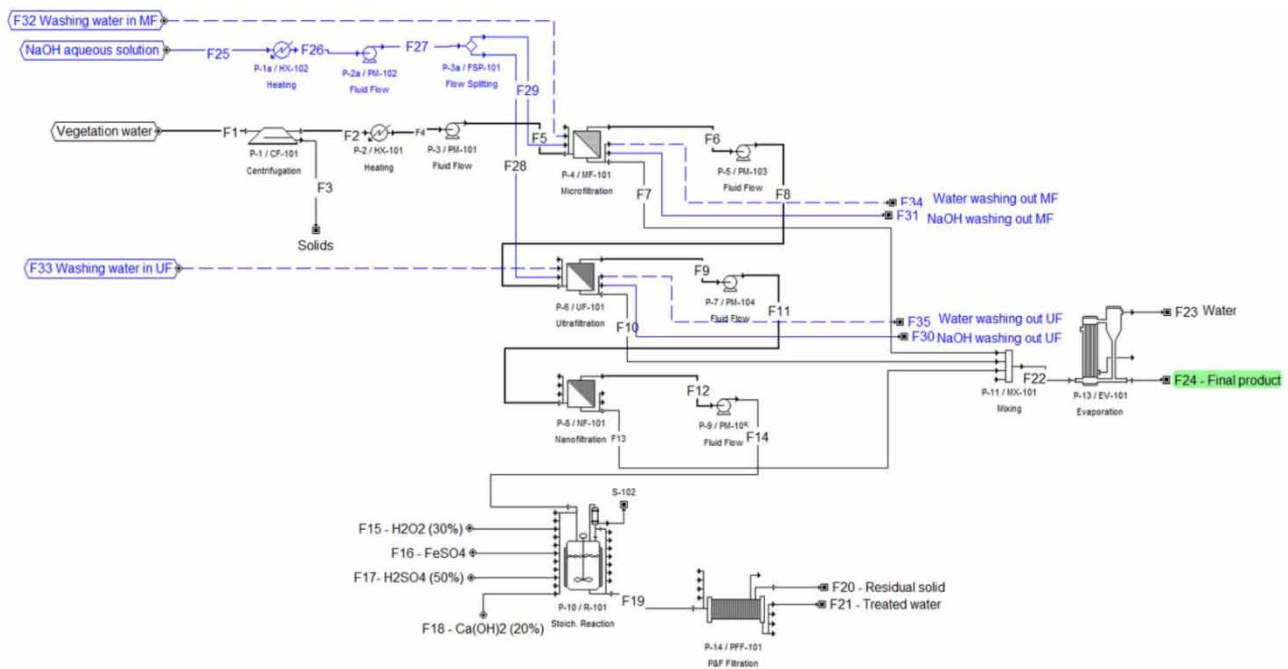 F32 Washing water in MF
NaOH aqueous solution
F25
F26
F27
P-1a / HX-102
Heating
P-2a / PM-102
Fluid Flow
P-3a / FSP-101
Flow Splitting
F29
Vegetation water
F1
F2
F4
F5
F6
P-1 / CF-101
Centrifugation
P-2 / HX-101
Heating
P-3 / PM-101
Fluid Flow
F28
P-4 / MF-101
Microfiltration
P-5 / PM-103
Fluid Flow
F3
F7
F8
Solids
F34 Water washing out MF
F31 NaOH washing out MF
F33 Washing water in UF
F9
P-6 / UF-101
Ultrafiltration
P-7 / PM-104
Fluid Flow
F10
F11
F35 Water washing out UF
F30 NaOH washing out UF
F23 Water
F12
F22
F24 - Final product
P-11 / MX-101
Mixing
P-13 / EV-101
Evaporation
P-8 / NF-101
Nanofiltration
F13
P-9 / PM-105
Fluid Flow
F14
S-102
F15 - H2O2 (30%)
F16 - FeSO4
F17- H2SO4 (50%)
F18 - Ca(OH)2 (20%)
P-10 / R-101
Stoich. Reaction
F19
F20 - Residual solid
F21 - Treated water
P-14 / PFF-101
P&F Filtration